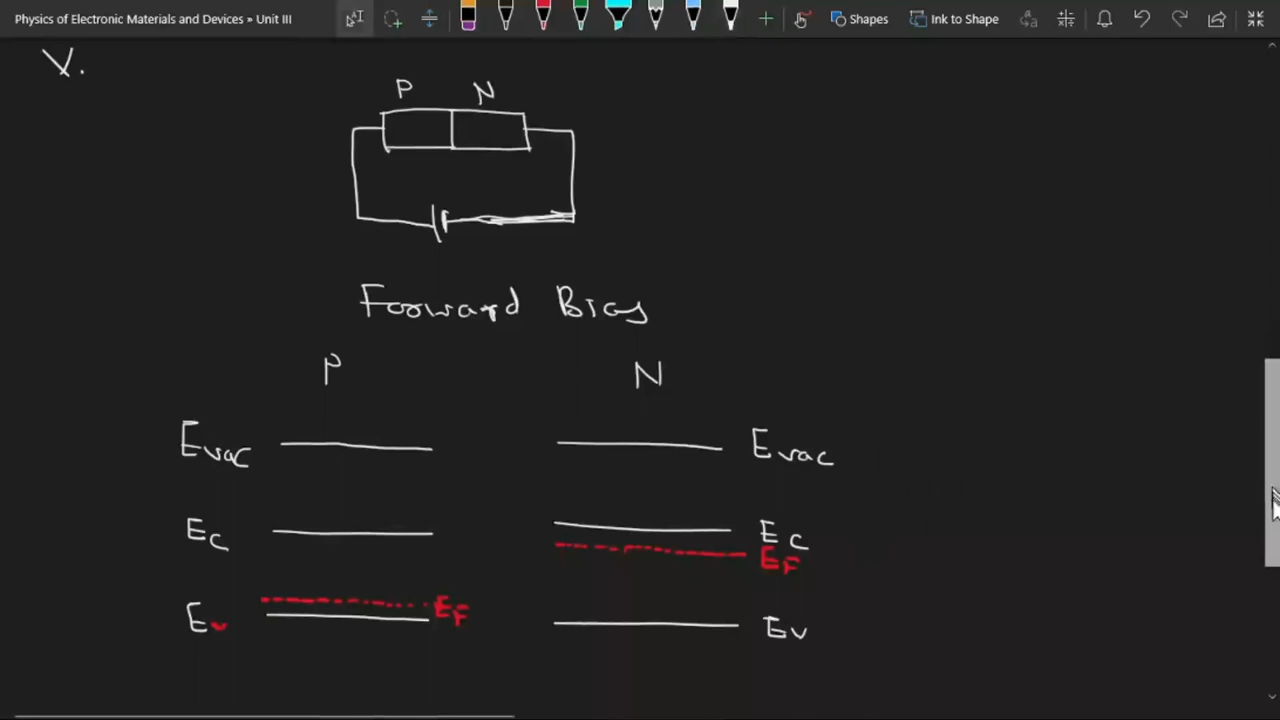 Physics of Electronic Materials and Devices » Unit III
Shapes
Ink to Shape
V.
P N
Forward Bias
P N
Evac Evac
Ec Ec
EF
EF
Ev Ev